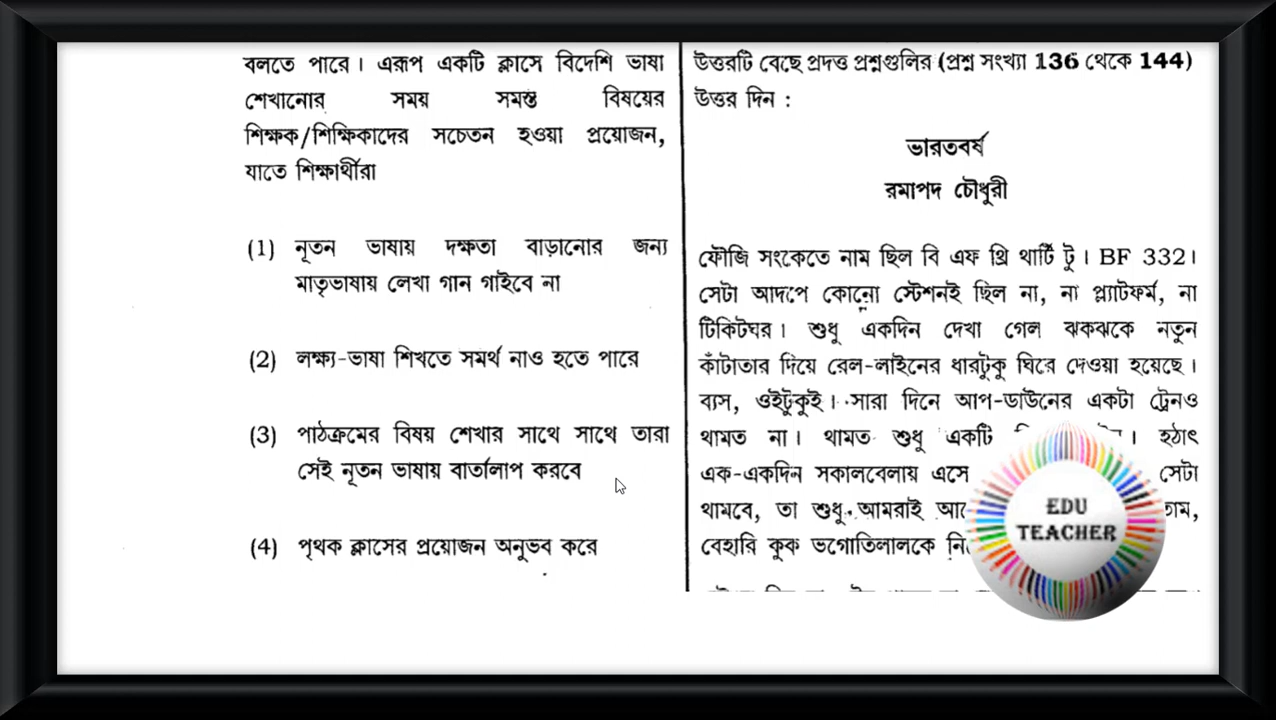 বলতে পারে। এরূপ একটি ক্লাসে বিদেশি ভাষা
শেখানোর সময় সমস্ত বিষয়ের
শিক্ষক/শিক্ষিকাদের সচেতন হওয়া প্রয়োজন,
যাতে শিক্ষার্থীরা
(1) নূতন ভাষায় দক্ষতা বাড়ানোর জন্য
মাতৃভাষায় লেখা গান গাইবে না
(2) লক্ষ্য-ভাষা শিখতে সমর্থ নাও হতে পারে
(3) পাঠক্রমের বিষয় শেখার সাথে সাথে তারা
সেই নূতন ভাষায় বার্তালাপ করবে
(4) পৃথক ক্লাসের প্রয়োজন অনুভব করে
উত্তরটি বেছে প্রদত্ত প্রশ্নগুলির (প্রশ্ন সংখ্যা 136 থেকে 144)
উত্তর দিন :
ভারতবর্ষ
রমাপদ চৌধুরী
ফৌজি সংকেতে নাম ছিল বি এফ থ্রি থার্টি টু। BF 332।
সেটা আদপে কোনো স্টেশনই ছিল না, না প্ল্যাটফর্ম, না
টিকিটঘর। শুধু একদিন দেখা গেল ঝকঝকে নতুন
কাঁটাতার দিয়ে রেল-লাইনের ধারটুকু ঘিরে দেওয়া হয়েছে।
ব্যস, ওইটুকুই। সারা দিনে আপ-ডাউনের একটা ট্রেনও
থামত না। থামত শুধু একটি হঠাৎ
এক-একদিন সকালবেলায় এসে সেটা
থামবে, তা শুধু আমরাই
বেহারি কুক ভগোতিলালকে
EDU
TEACHER